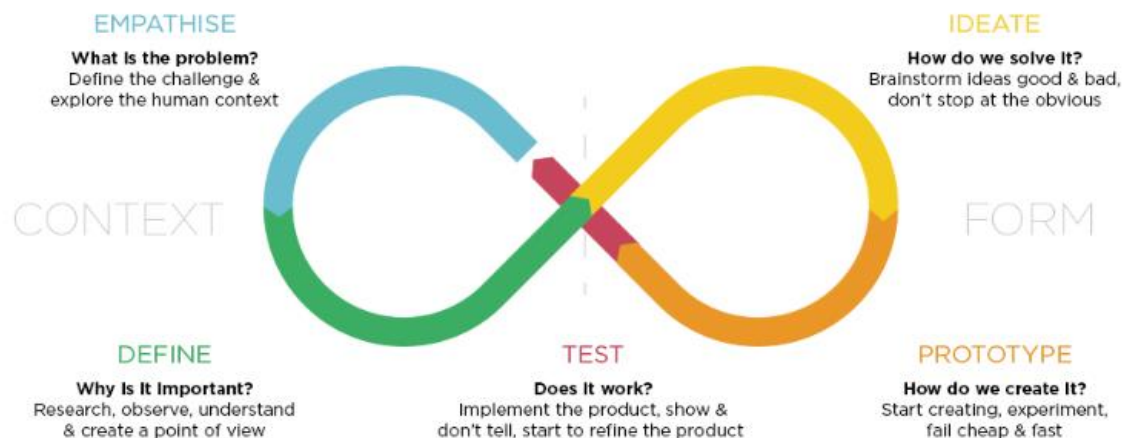 EMPATHISE
What is the problem?
Define the challenge &
explore the human context
IDEATE
How do we solve it?
Brainstorm ideas good & bad,
don't stop at the obvious
CONTEXT
FORM
DEFINE
Why is it important?
Research, observe, understand
& create a point of view
TEST
Does it work?
Implement the product, show &
don't tell, start to refine the product
PROTOTYPE
How do we create it?
Start creating, experiment,
fail cheap & fast